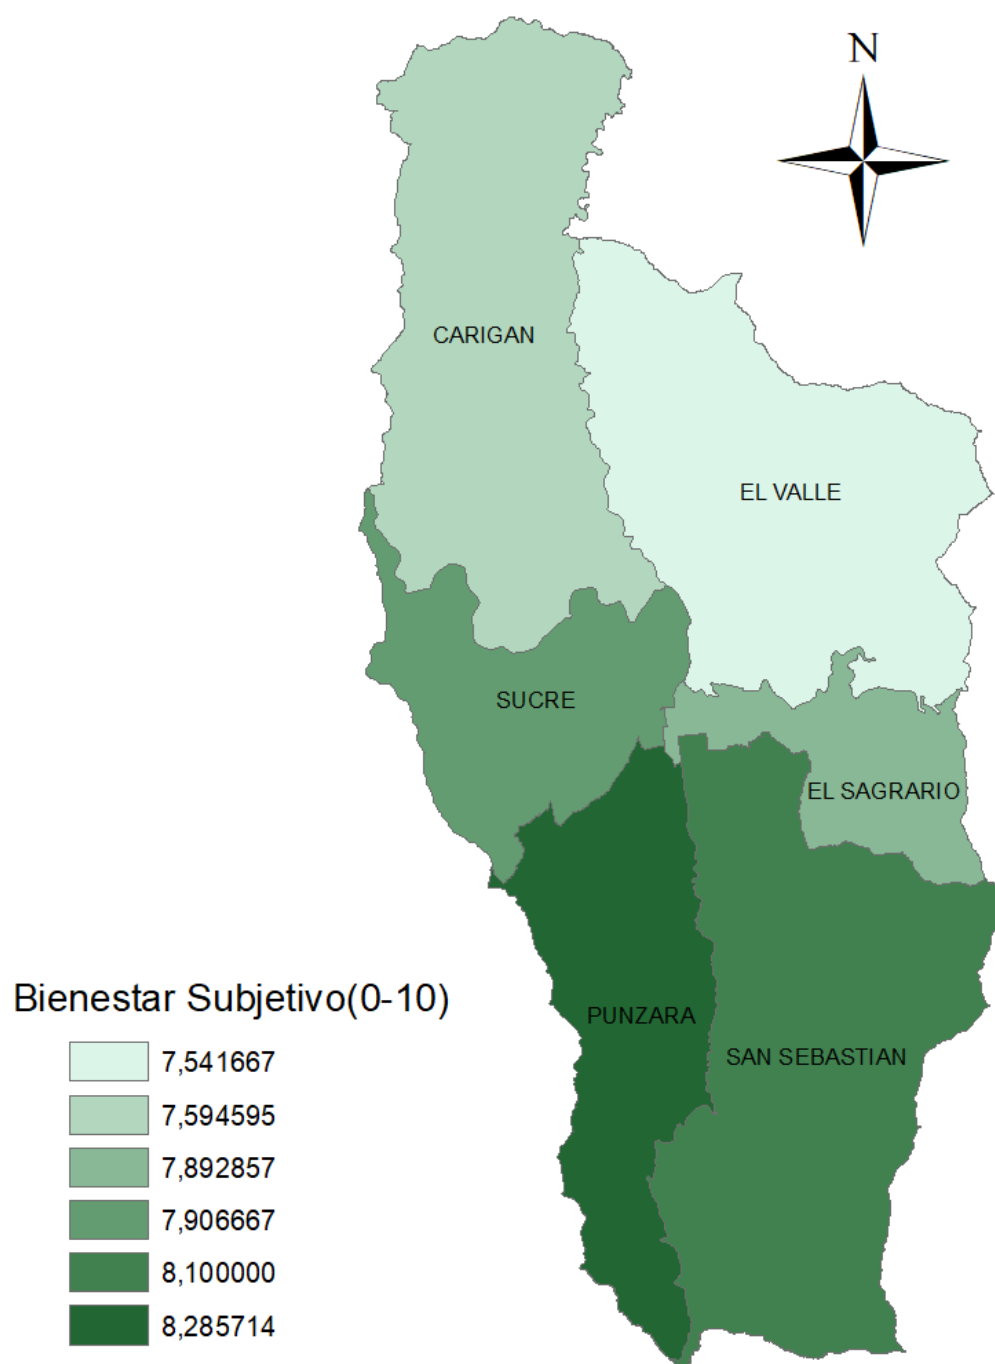 N
CARIGAN
EL VALLE
SUCRE
EL SAGRARIO
PUNZARA
SAN SEBASTIAN
Bienestar Subjetivo(0-10)
7,541667
7,594595
7,892857
7,906667
8,100000
8,285714